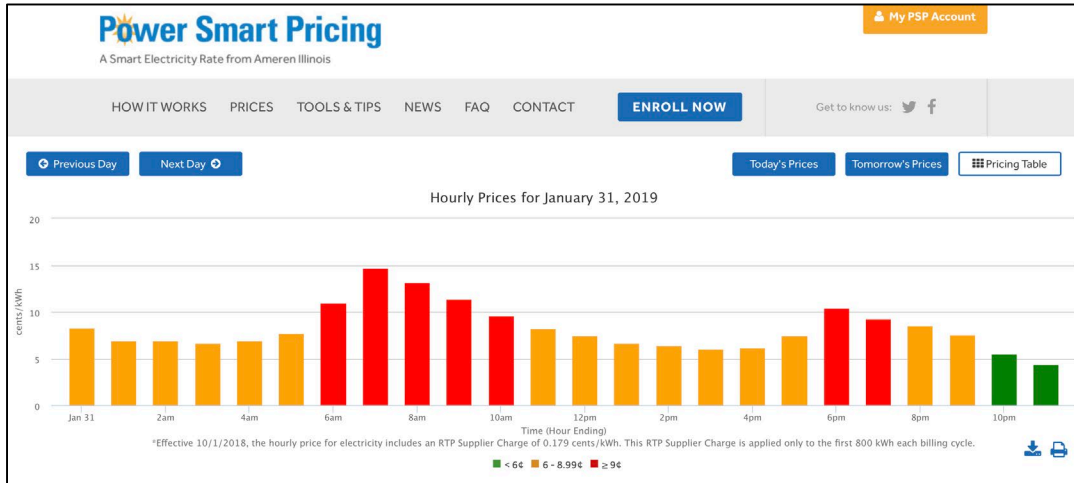 Power Smart Pricing
A Smart Electricity Rate from Ameren Illinois
My PSP Account
HOW IT WORKS PRICES TOOLS & TIPS NEWS FAQ CONTACT ENROLL NOW Get to know us:
Previous Day Next Day Today's Prices Tomorrow's Prices Pricing Table
Hourly Prices for January 31, 2019
20
15
10
5
0
cents/kWh
Jan 31 2am 4am 6am 8am 10am 12pm 2pm 4pm 6pm 8pm 10pm
Time (Hour Ending)
*Effective 10/1/2018, the hourly price for electricity includes an RTP Supplier Charge of 0.179 cents/kWh. This RTP Supplier Charge is applied only to the first 800 kWh each billing cycle.
< 6¢ 6 - 8.99¢ ≥ 9¢